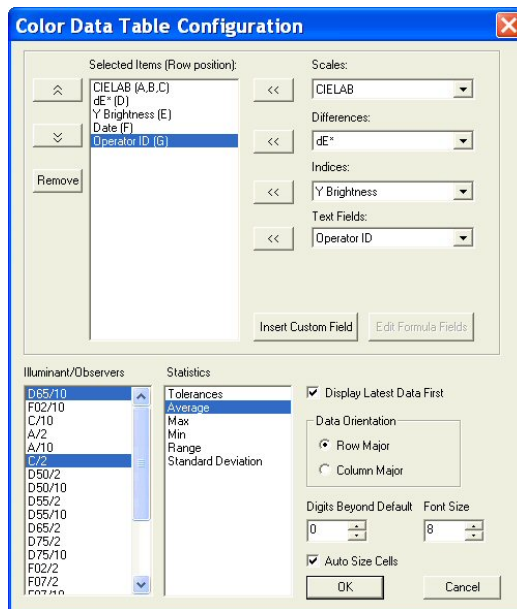 Color Data Table Configuration
Selected Items (Row position):
CIELAB (A,B,C)
dE* (D)
Y Brightness (E)
Date (F)
Operator ID (G)
Remove
Scales:
<<
CIELAB
Differences:
<<
dE*
Indices:
<<
Y Brightness
Text Fields:
<<
Operator ID
Insert Custom Field
Edit Formula Fields
Illuminant/Observers
D65/10
F02/10
C/10
A/2
A/10
C/2
D50/2
D50/10
D55/2
D55/10
D65/2
D75/2
D75/10
F02/2
F07/2
F07/10
Statistics
Tolerances
Average
Max
Min
Range
Standard Deviation
Display Latest Data First
Data Orientation
Row Major
Column Major
Digits Beyond Default
Font Size
0
8
Auto Size Cells
OK
Cancel